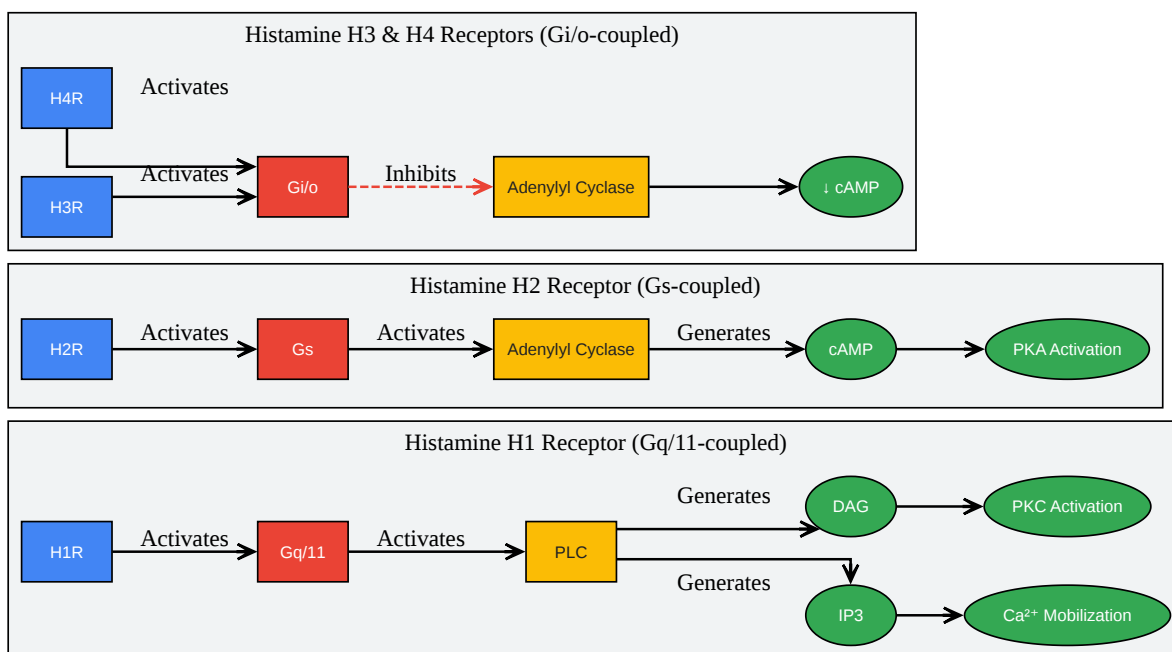 Histamine H3 & H4 Receptors (Gi/o-coupled)
H4R
Activates
H3R
Activates
Gi/o
Inhibits
Adenylyl Cyclase
↓ cAMP
Histamine H2 Receptor (Gs-coupled)
H2R
Activates
Gs
Activates
Adenylyl Cyclase
Generates
cAMP
PKA Activation
Histamine H1 Receptor (Gq/11-coupled)
H1R
Activates
Gq/11
Activates
PLC
Generates
DAG
PKC Activation
Generates
IP3
Ca²⁺ Mobilization